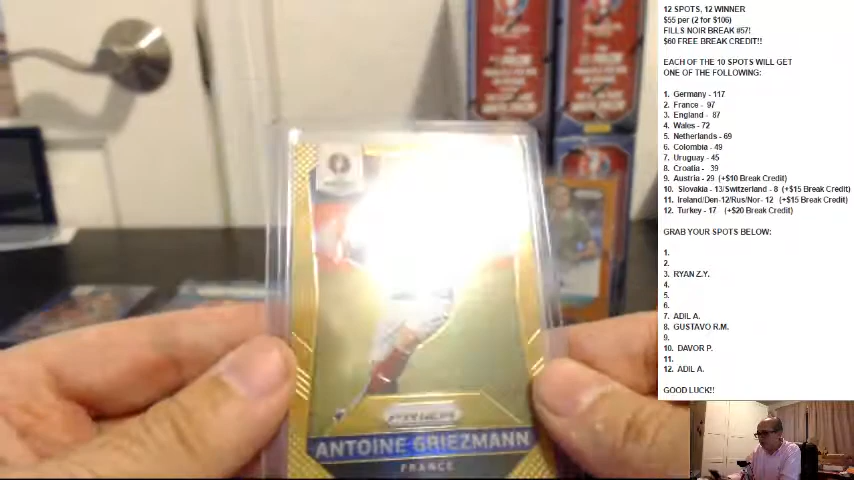 PRIZM
ANTOINE GRIEZMANN
FRANCE
12 SPOTS, 12 WINNER
$55 per (2 for $106)
FILLS NOIR BREAK #57!
$60 FREE BREAK CREDIT!!
EACH OF THE 10 SPOTS WILL GET
ONE OF THE FOLLOWING:
1. Germany - 117
2. France - 97
3. England - 87
4. Wales - 72
5. Netherlands - 69
6. Colombia - 49
7. Uruguay - 45
8. Croatia - 39
9. Austria - 29 (+$10 Break Credit)
10. Slovakia - 13/Switzerland - 8 (+$15 Break Credit)
11. Ireland/Den-12/Rus/Nor- 12 (+$15 Break Credit)
12. Turkey - 17 (+$20 Break Credit)
GRAB YOUR SPOTS BELOW:
1.
2.
3. RYAN Z.Y.
4.
5.
6.
7. ADIL A.
8. GUSTAVO R.M.
9.
10. DAVOR P.
11.
12. ADIL A.
GOOD LUCK!!